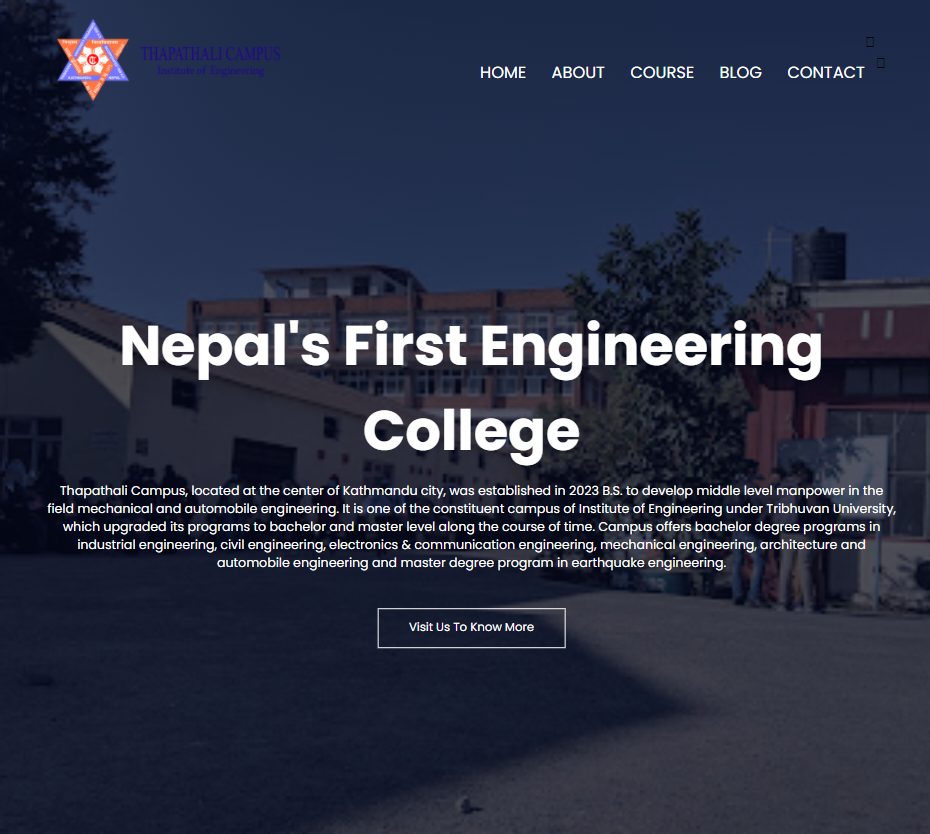 THAPATHALI CAMPUS
Institute of Engineering
HOME ABOUT COURSE BLOG CONTACT
Nepal's First Engineering
College
Thapathali Campus, located at the center of Kathmandu city, was established in 2023 B.S. to develop middle level manpower in the
field mechanical and automobile engineering. It is one of the constituent campus of Institute of Engineering under Tribhuvan University,
which upgraded its programs to bachelor and master level along the course of time. Campus offers bachelor degree programs in
industrial engineering, civil engineering, electronics & communication engineering, mechanical engineering, architecture and
automobile engineering and master degree program in earthquake engineering.
Visit Us To Know More